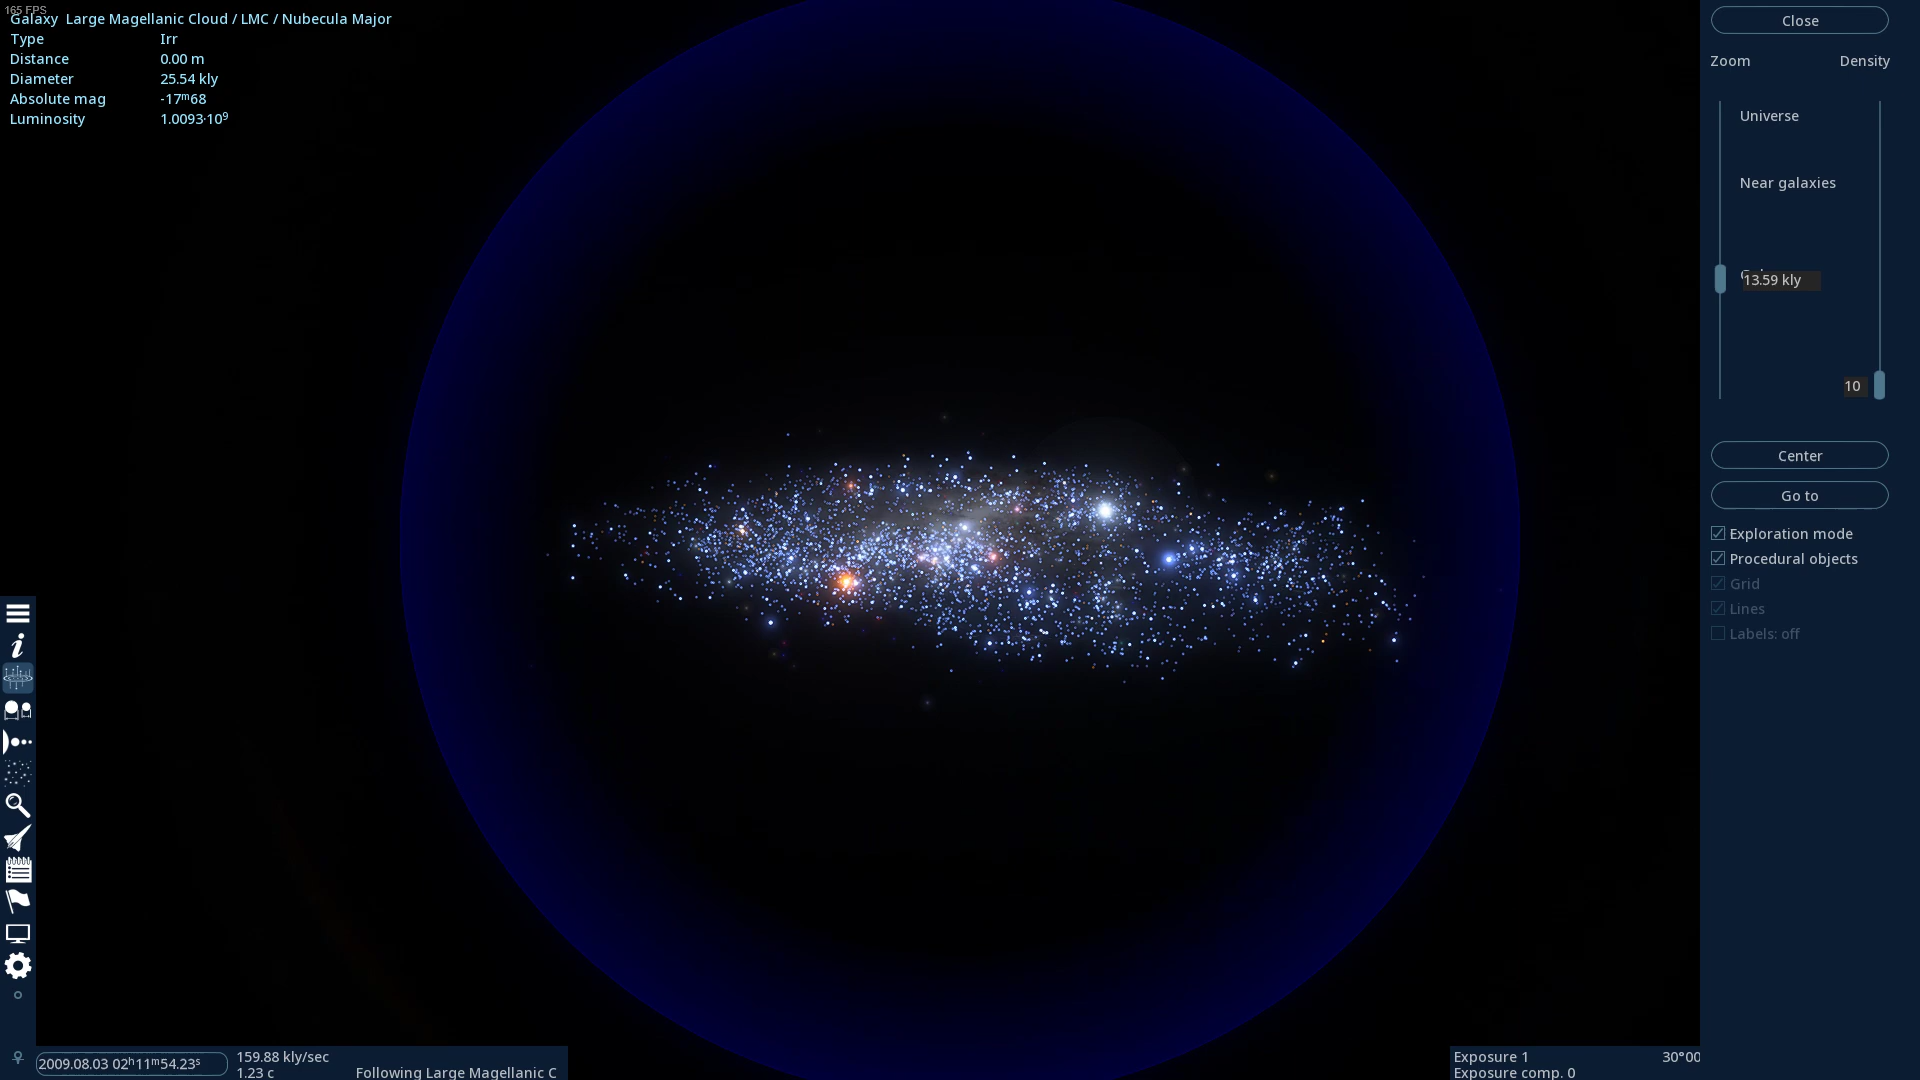 165 FPS
Galaxy Large Magellanic Cloud / LMC / Nubecula Major
Type Irr
Distance 0.00 m
Diameter 25.54 kly
Absolute mag -17ᵐ68
Luminosity 1.0093·10⁹
Close
Zoom Density
Universe
Near galaxies
13.59 kly
10
Center
Go to
Exploration mode
Procedural objects
Grid
Lines
Labels: off
2009.08.03 02ʰ11ᵐ54.23ˢ
159.88 kly/sec
1.23 c
Following Large Magellanic C
Exposure 1 30°00
Exposure comp. 0